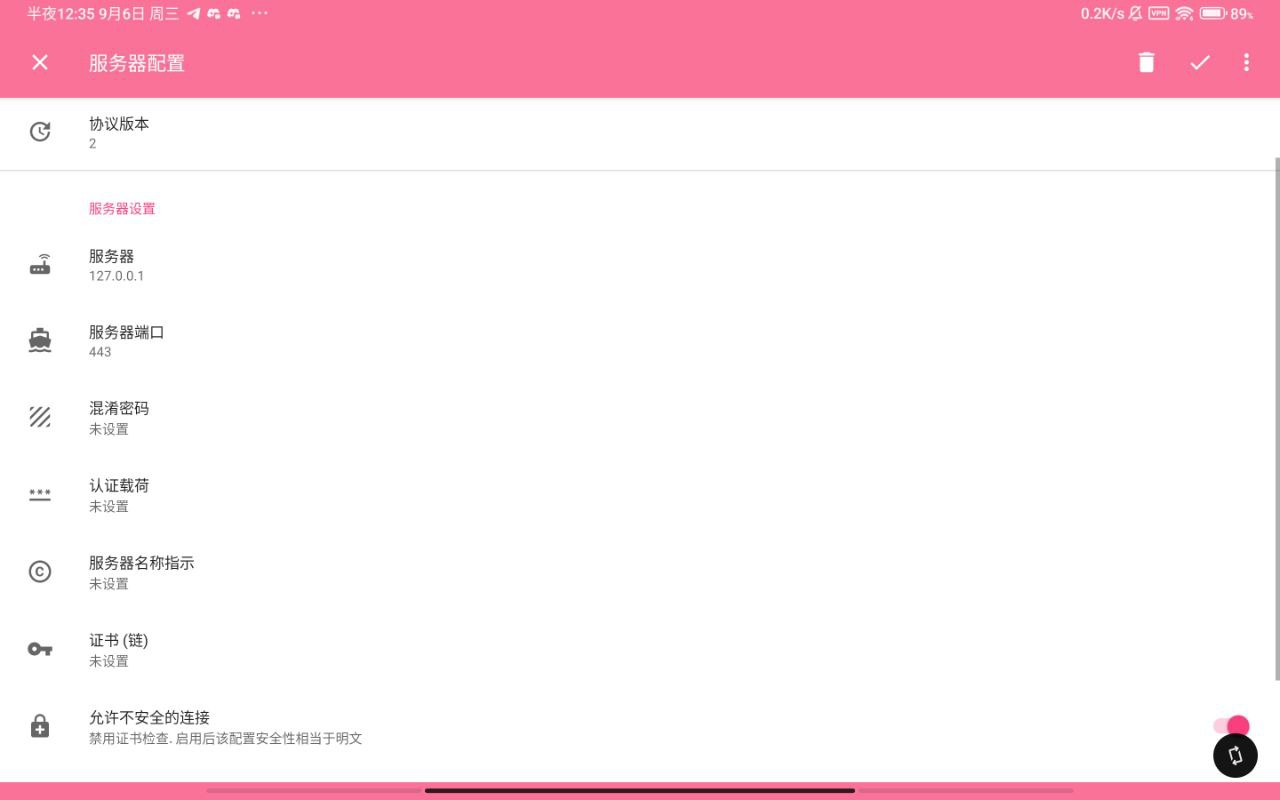 半夜12:35 9月6日 周三
0.2K/s VPN 89%
服务器配置
协议版本
2
服务器设置
服务器
127.0.0.1
服务器端口
443
混淆密码
未设置
认证载荷
未设置
服务器名称指示
未设置
证书 (链)
未设置
允许不安全的连接
禁用证书检查. 启用后该配置安全性相当于明文